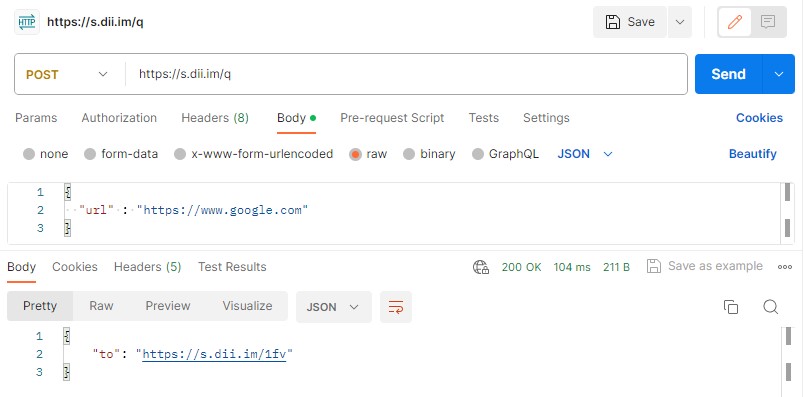 HTTP https://s.dii.im/q Save
POST https://s.dii.im/q Send
Params Authorization Headers (8) Body Pre-request Script Tests Settings Cookies
none form-data x-www-form-urlencoded raw binary GraphQL JSON Beautify
1 {
2 "url" : "https://www.google.com"
3 }
Body Cookies Headers (5) Test Results 200 OK 104 ms 211 B Save as example
Pretty Raw Preview Visualize JSON
1 {
2 "to": "https://s.dii.im/1fv"
3 }